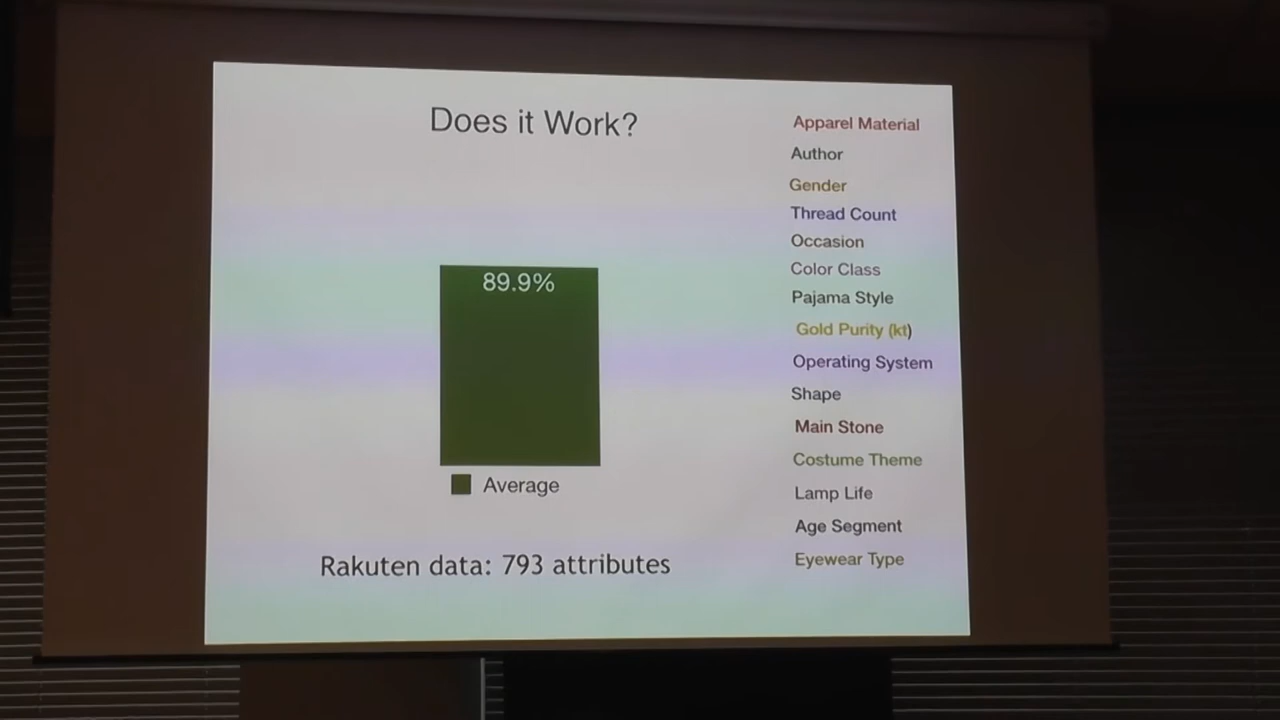 Does it Work?
89.9%
Average
Rakuten data: 793 attributes
Apparel Material
Author
Gender
Thread Count
Occasion
Color Class
Pajama Style
Gold Purity (kt)
Operating System
Shape
Main Stone
Costume Theme
Lamp Life
Age Segment
Eyewear Type